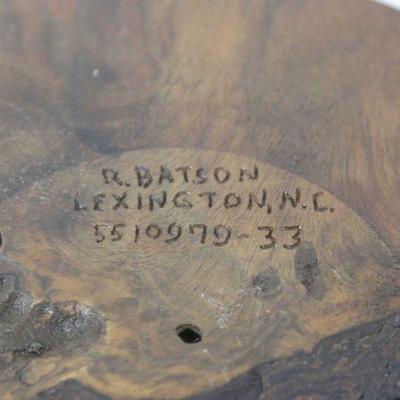 R. BATSON
LEXINGTON, N.C.
5510979-33